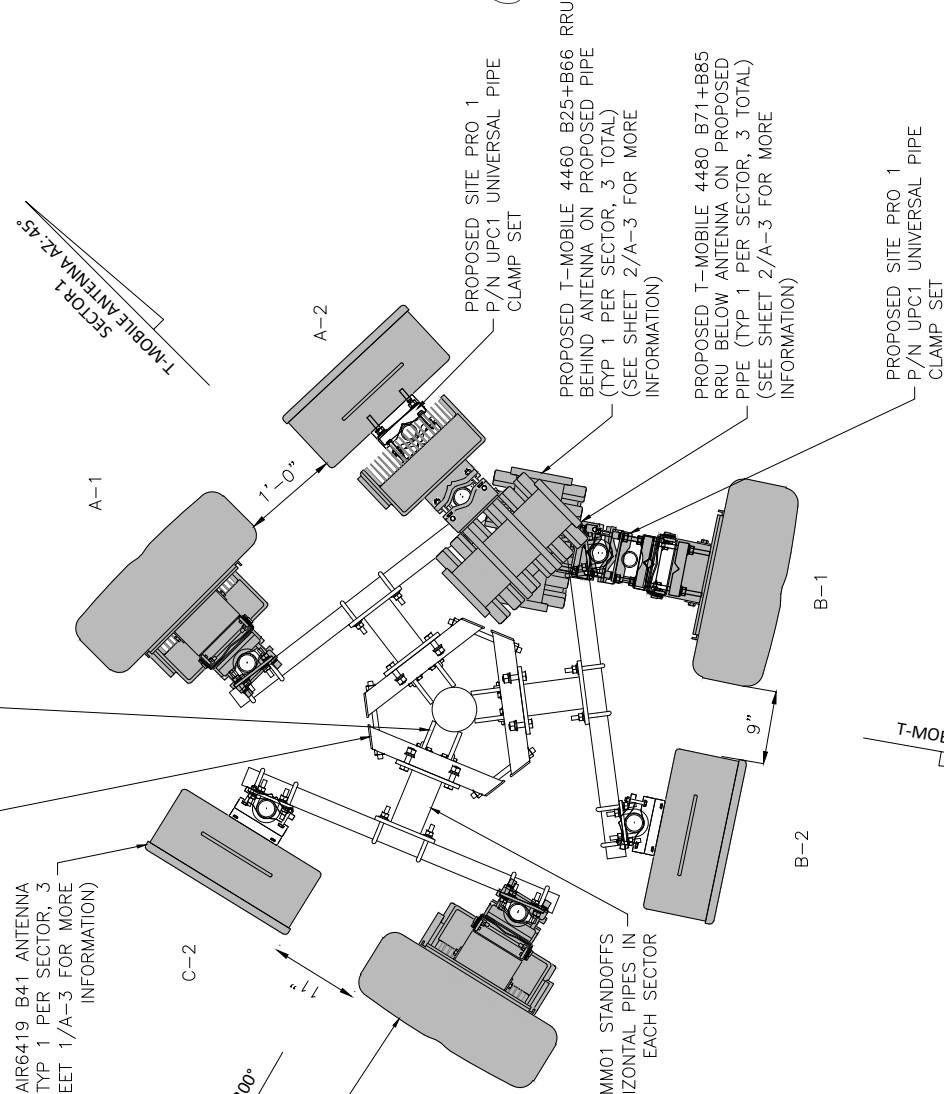 SECTOR 1
T-MOBILE ANTENNA AZ: 45°
A-1
A-2
1'-0"
PROPOSED SITE PRO 1
P/N UPC1 UNIVERSAL PIPE
CLAMP SET
PROPOSED T-MOBILE 4460 B25+B66 RRU
BEHIND ANTENNA ON PROPOSED PIPE
(TYP 1 PER SECTOR, 3 TOTAL)
(SEE SHEET 2/A-3 FOR MORE
INFORMATION)
PROPOSED T-MOBILE 4480 B71+B85
RRU BELOW ANTENNA ON PROPOSED
PIPE (TYP 1 PER SECTOR, 3 TOTAL)
(SEE SHEET 2/A-3 FOR MORE
INFORMATION)
PROPOSED SITE PRO 1
P/N UPC1 UNIVERSAL PIPE
CLAMP SET
B-1
9"
B-2
T-MOB
AIR6419 B41 ANTENNA
TYP 1 PER SECTOR, 3
EET 1/A-3 FOR MORE
INFORMATION)
C-2
11"
MM01 STANDOFFS
IZONTAL PIPES IN
EACH SECTOR
00°